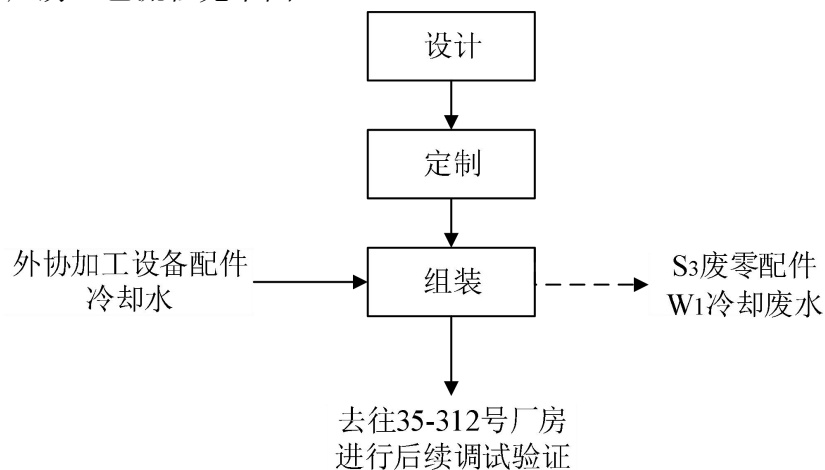 设计
定制
外协加工设备配件
冷却水
组装
S3废零配件
W1冷却废水
去往35-312号厂房
进行后续调试验证